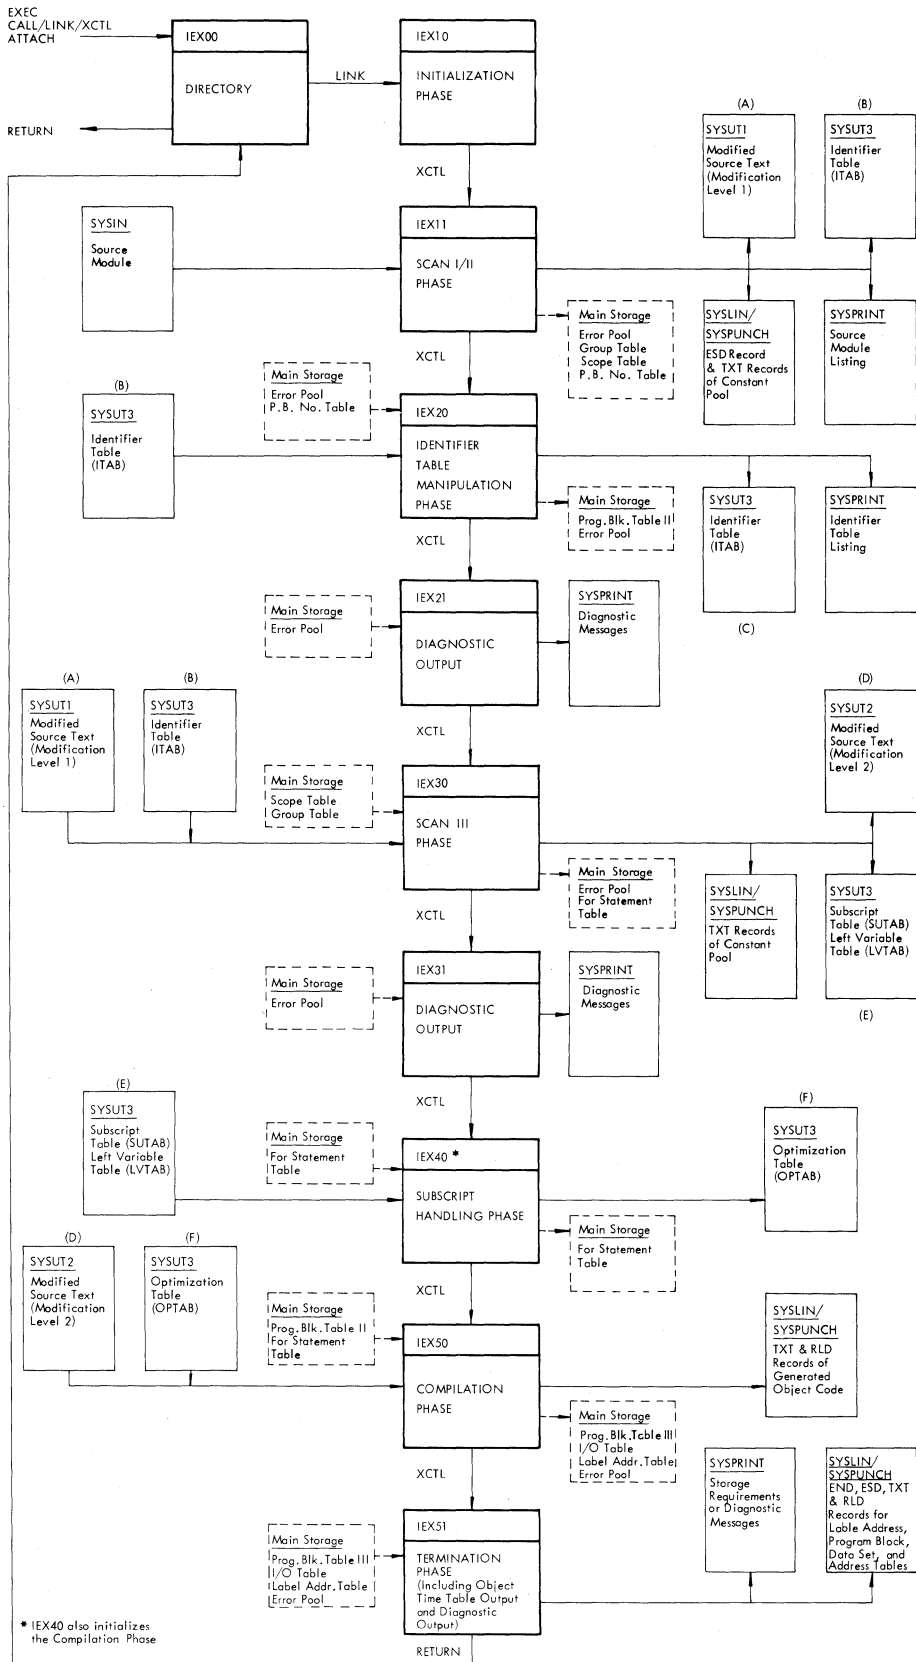 EXEC
CALL/LINK/XCTL
ATTACH
IEX00
DIRECTORY
LINK
IEX10
INITIALIZATION
PHASE
RETURN
XCTL
(A)
SYSUT1
Modified
Source Text
(Modification
Level 1)
(B)
SYSUT3
Identifier
Table
(ITAB)
SYSIN
Source
Module
IEX11
SCAN I/II
PHASE
Main Storage
Error Pool
Group Table
Scope Table
P.B. No. Table
SYSLIN/
SYSPUNCH
ESD Record
& TXT Records
of Constant
Pool
SYSPRINT
Source
Module
Listing
XCTL
Main Storage
Error Pool
P.B. No. Table
(B)
SYSUT3
Identifier
Table
(ITAB)
IEX20
IDENTIFIER
TABLE
MANIPULATION
PHASE
Main Storage
Prog.Blk.Table II
Error Pool
SYSUT3
Identifier
Table
(ITAB)
(C)
SYSPRINT
Identifier
Table
Listing
XCTL
Main Storage
Error Pool
IEX21
DIAGNOSTIC
OUTPUT
SYSPRINT
Diagnostic
Messages
XCTL
(A)
SYSUT1
Modified
Source Text
(Modification
Level 1)
(B)
SYSUT3
Identifier
Table
(ITAB)
Main Storage
Scope Table
Group Table
IEX30
SCAN III
PHASE
Main Storage
Error Pool
For Statement
Table
(D)
SYSUT2
Modified
Source Text
(Modification
Level 2)
SYSLIN/
SYSPUNCH
TXT Records
of Constant
Pool
SYSUT3
Subscript
Table (SUTAB)
Left Variable
Table (LVTAB)
(E)
XCTL
Main Storage
Error Pool
IEX31
DIAGNOSTIC
OUTPUT
SYSPRINT
Diagnostic
Messages
XCTL
(E)
SYSUT3
Subscript
Table (SUTAB)
Left Variable
Table (LVTAB)
Main Storage
For Statement
Table
IEX40 *
SUBSCRIPT
HANDLING PHASE
Main Storage
For Statement
Table
(F)
SYSUT3
Optimization
Table
(OPTAB)
XCTL
(D)
SYSUT2
Modified
Source Text
(Modification
Level 2)
(F)
SYSUT3
Optimization
Table
(OPTAB)
Main Storage
Prog.Blk.Table II
For Statement
Table
IEX50
COMPILATION
PHASE
Main Storage
Prog.Blk.Table III
I/O Table
Label Addr.Table
Error Pool
SYSLIN/
SYSPUNCH
TXT & RLD
Records of
Generated
Object Code
XCTL
Main Storage
Prog.Blk.Table III
I/O Table
Label Addr.Table
Error Pool
IEX51
TERMINATION
PHASE
(Including Object
Time Table Output
and Diagnostic
Output)
SYSPRINT
Storage
Requirements
or Diagnostic
Messages
SYSLIN/
SYSPUNCH
END, ESD, TXT
& RLD
Records for
Lable Address,
Program Block,
Data Set, and
Address Tables
RETURN
* IEX40 also initializes
the Compilation Phase